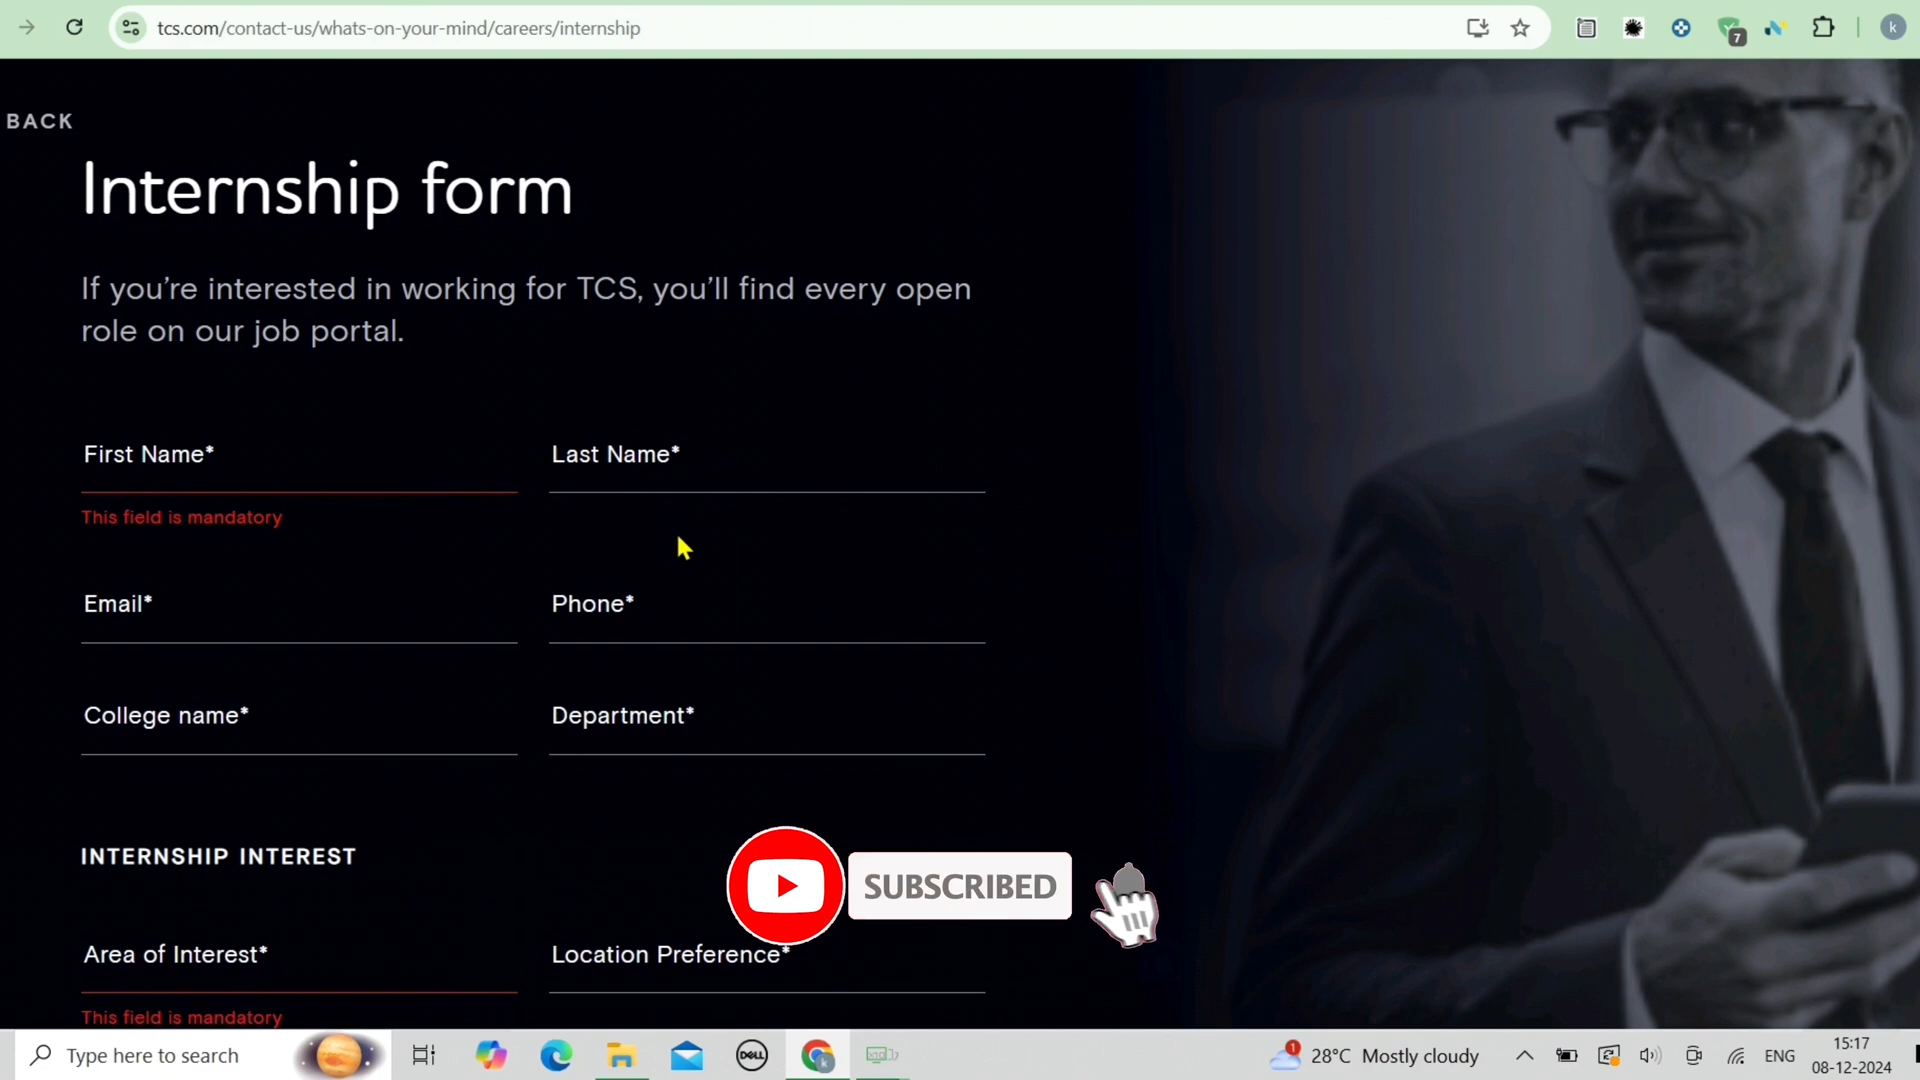 tcs.com/contact-us/whats-on-your-mind/careers/internship
7
k
BACK
Internship form
If you’re interested in working for TCS, you’ll find every open
role on our job portal.
First Name*
Last Name*
This field is mandatory
Email*
Phone*
College name*
Department*
INTERNSHIP INTEREST
SUBSCRIBED
Area of Interest*
Location Preference*
This field is mandatory
Type here to search
DELL
1
28°C Mostly cloudy
ENG
15:17
08-12-2024